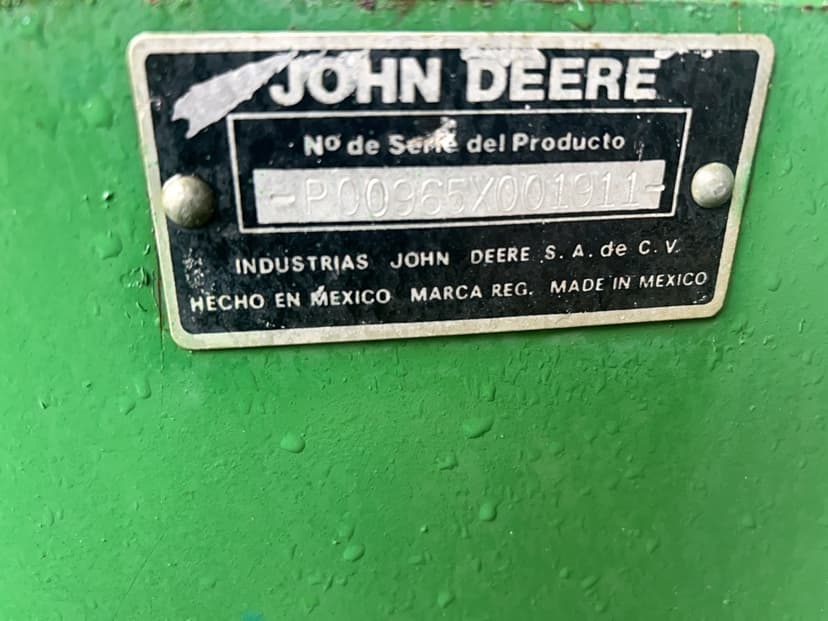 JOHN DEERE
Nº de Serie del Producto
-P00965X001911-
INDUSTRIAS JOHN DEERE S. A. de C. V.
HECHO EN MEXICO MARCA REG. MADE IN MEXICO